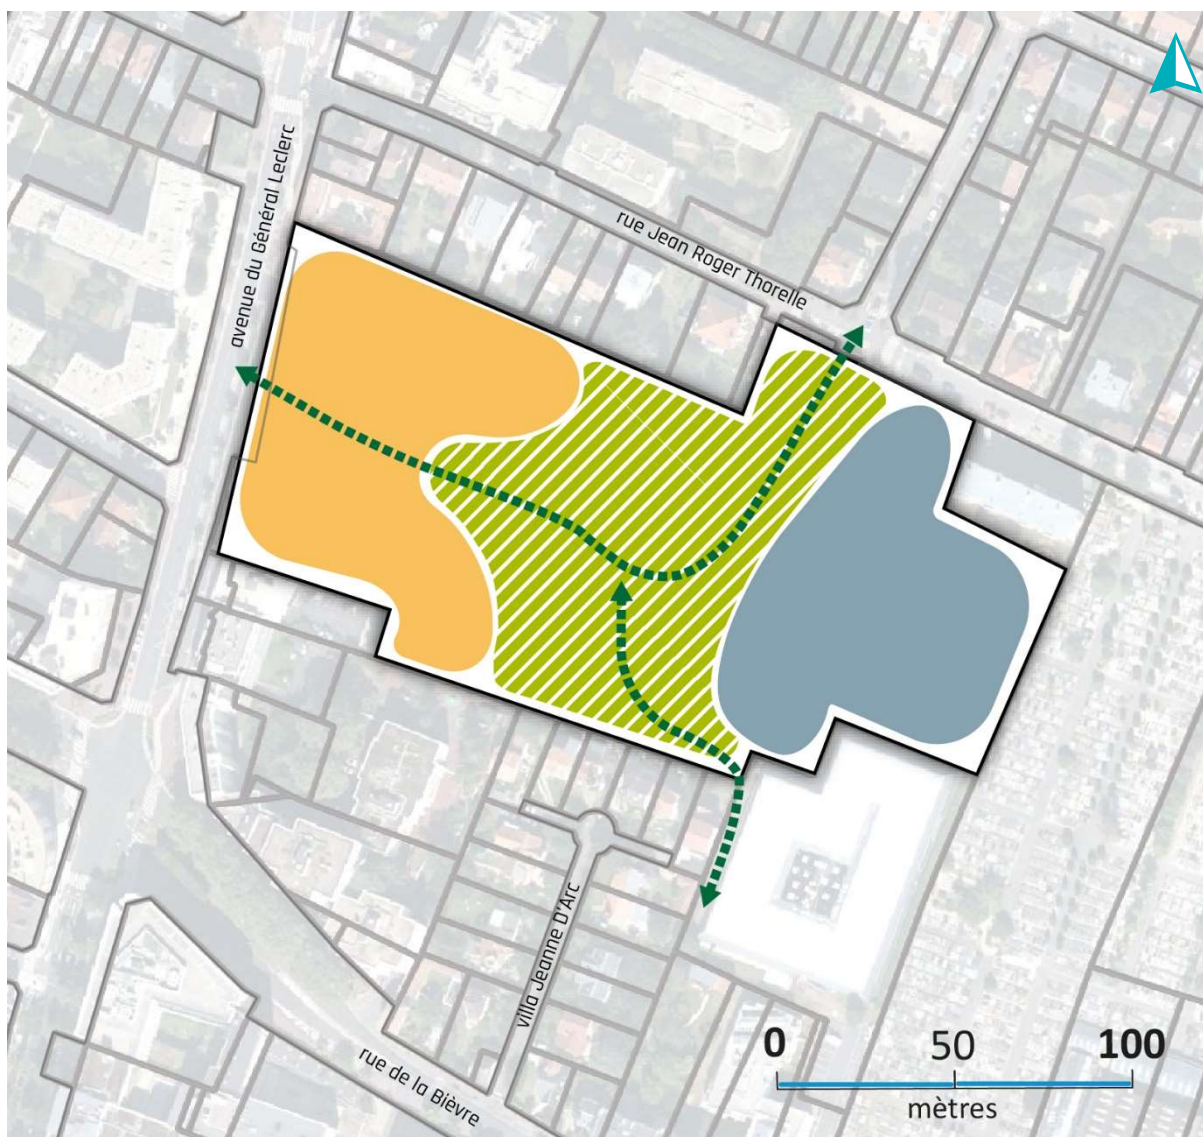 avenue du Général Leclerc
rue Jean Roger Thorelle
villa Jeanne D'Arc
rue de la Bièvre
0 50 100
mètres